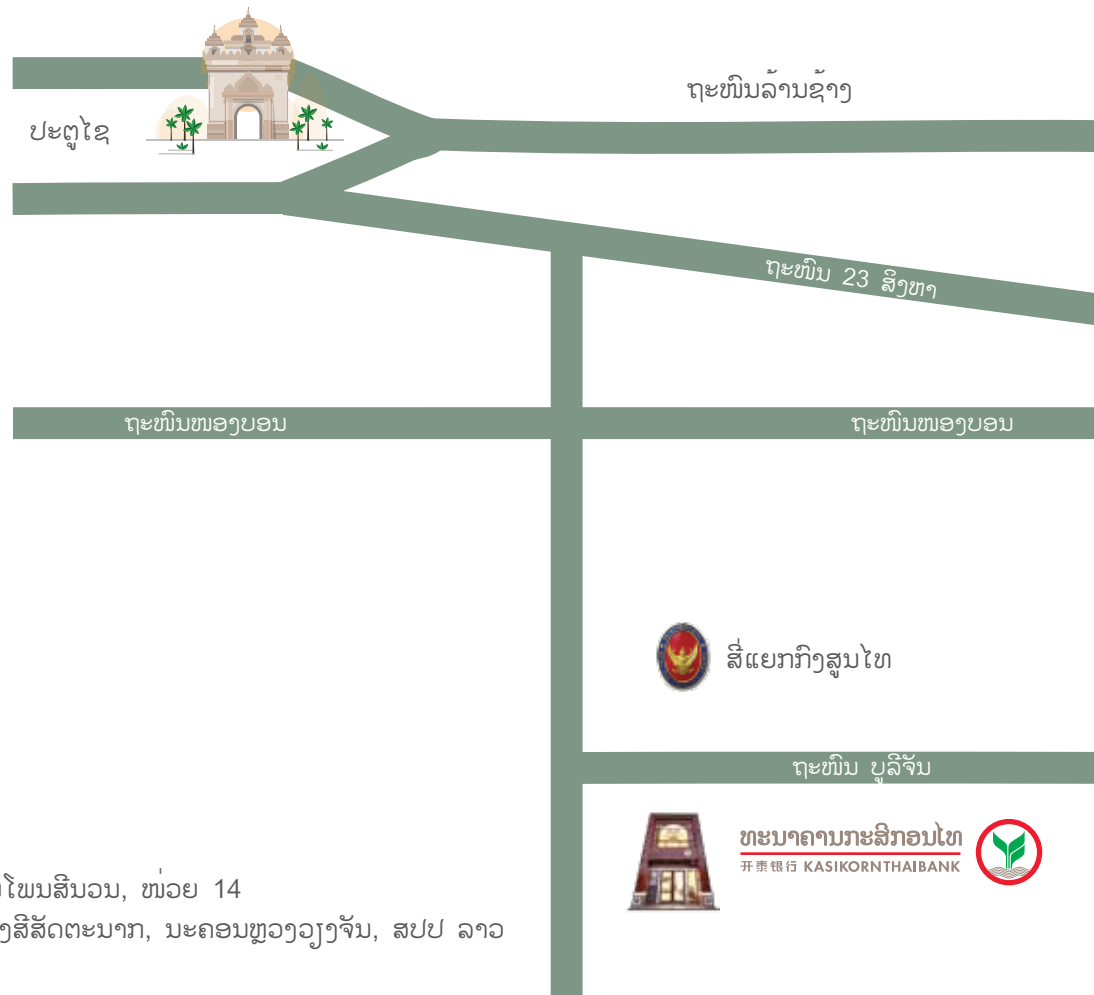 ຖະໜົນລ້ານຊ້າງ
ປະຕູໄຊ
ຖະໜົນ 23 ສິງຫາ
ຖະໜົນໜອງບອນ
ຖະໜົນໜອງບອນ
ສີ່ແຍກກົງສູນໄທ
ຖະໜົນ ບູລີຈັນ
ທະນາຄານກະສິກອນໄທ
开泰银行 KASIKORNTHAIBANK
ໂພນສີນວນ, ໜ່ວຍ 14
ສີສັດຕະນາກ, ນະຄອນຫຼວງວຽງຈັນ, ສປປ ລາວ